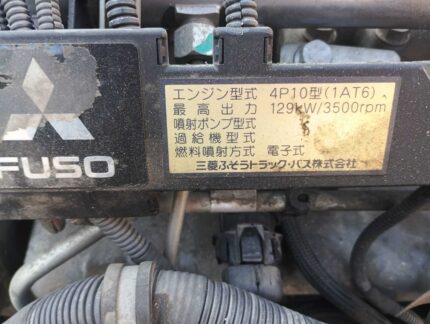 FUSO
エンジン型式 4P10型(1AT6)
最高出力 129kW/3500rpm
噴射ポンプ型式
過給機型式
燃料噴射方式 電子式
三菱ふそうトラック・バス株式会社